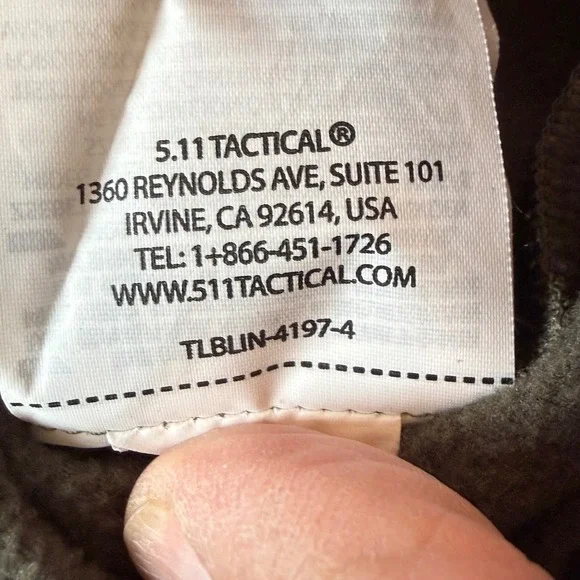 5.11 TACTICAL®
1360 REYNOLDS AVE, SUITE 101
IRVINE, CA 92614, USA
TEL: 1+866-451-1726
WWW.511TACTICAL.COM
TLBLIN-4197-4